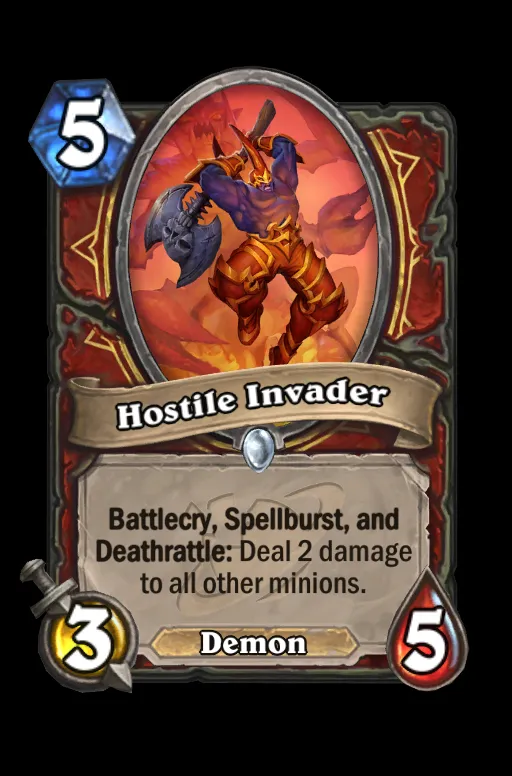 5
Hostile Invader
Battlecry, Spellburst, and
Deathrattle: Deal 2 damage
to all other minions.
3
Demon
5